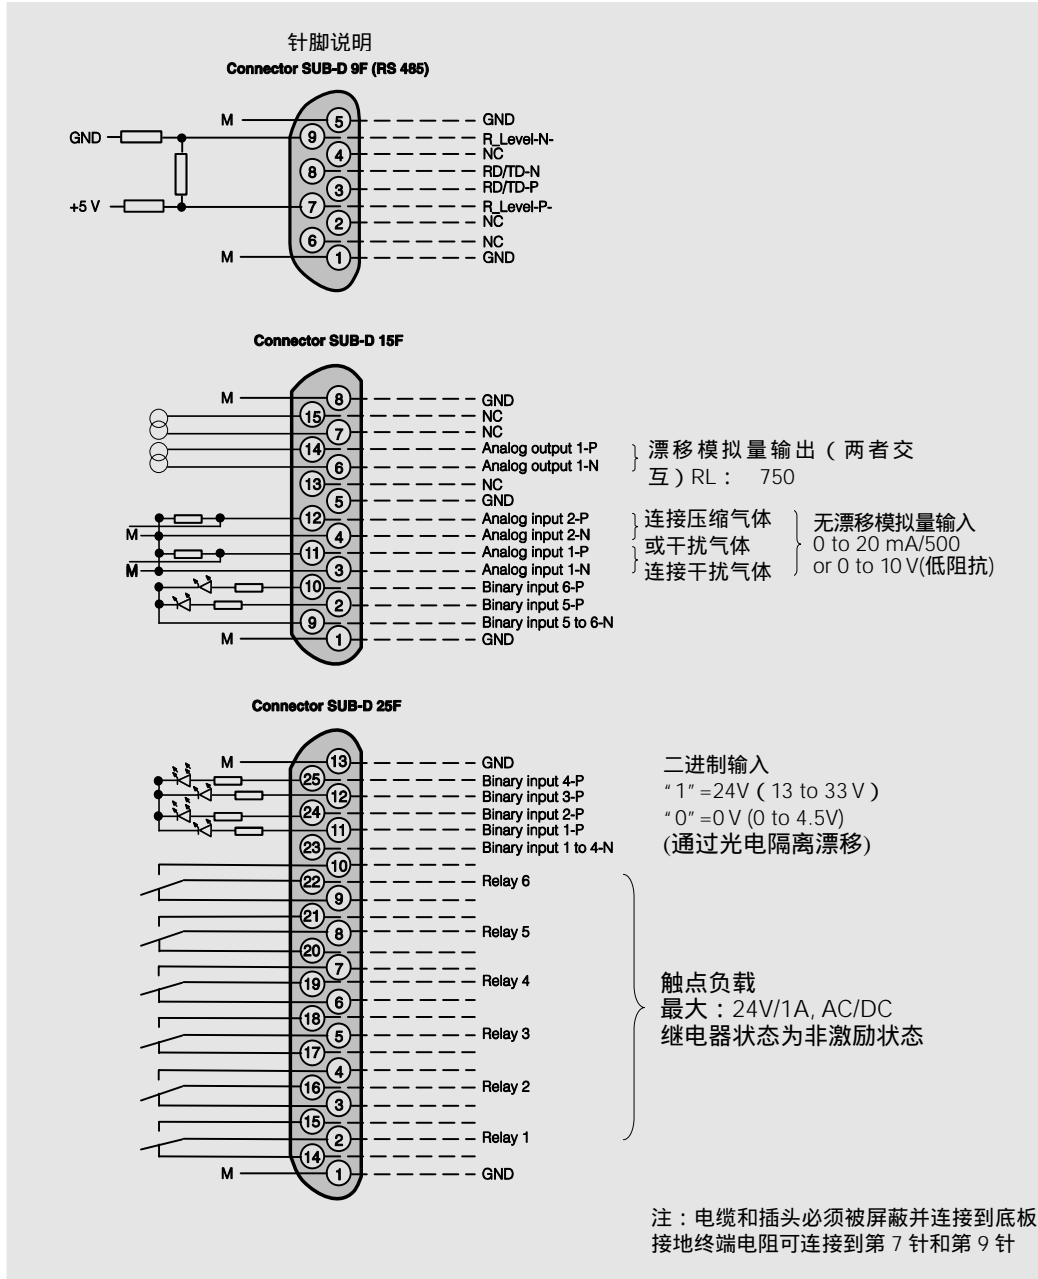 针脚说明
Connector SUB-D 9F (RS 485)
M 5 GND
GND 9 R_Level-N-
4 NC
8 RD/TD-N
3 RD/TD-P
+5 V 7 R_Level-P-
2 NC
6 NC
M 1 GND
Connector SUB-D 15F
M 8 GND
15 NC
7 NC
14 Analog output 1-P
6 Analog output 1-N
漂移模拟量输出（两者交
互）RL： 750
13 NC
5 GND
12 Analog input 2-P
M 4 Analog input 2-N
11 Analog input 1-P
M 3 Analog input 1-N
连接压缩气体
或干扰气体
连接干扰气体
无漂移模拟量输入
0 to 20 mA/500
or 0 to 10 V(低阻抗)
10 Binary input 6-P
2 Binary input 5-P
9 Binary input 5 to 6-N
M 1 GND
Connector SUB-D 25F
M 13 GND
25 Binary input 4-P
12 Binary input 3-P
24 Binary input 2-P
11 Binary input 1-P
23 Binary input 1 to 4-N
二进制输入
“1”=24V（13 to 33 V）
“0”=0 V (0 to 4.5V)
(通过光电隔离漂移)
10
22 Relay 6
9
21
8 Relay 5
20
7
19 Relay 4
6
18
5 Relay 3
17
4
16 Relay 2
3
15
2 Relay 1
14
M 1 GND
触点负载
最大：24V/1A, AC/DC
继电器状态为非激励状态
注：电缆和插头必须被屏蔽并连接到底板
接地终端电阻可连接到第 7 针和第 9 针